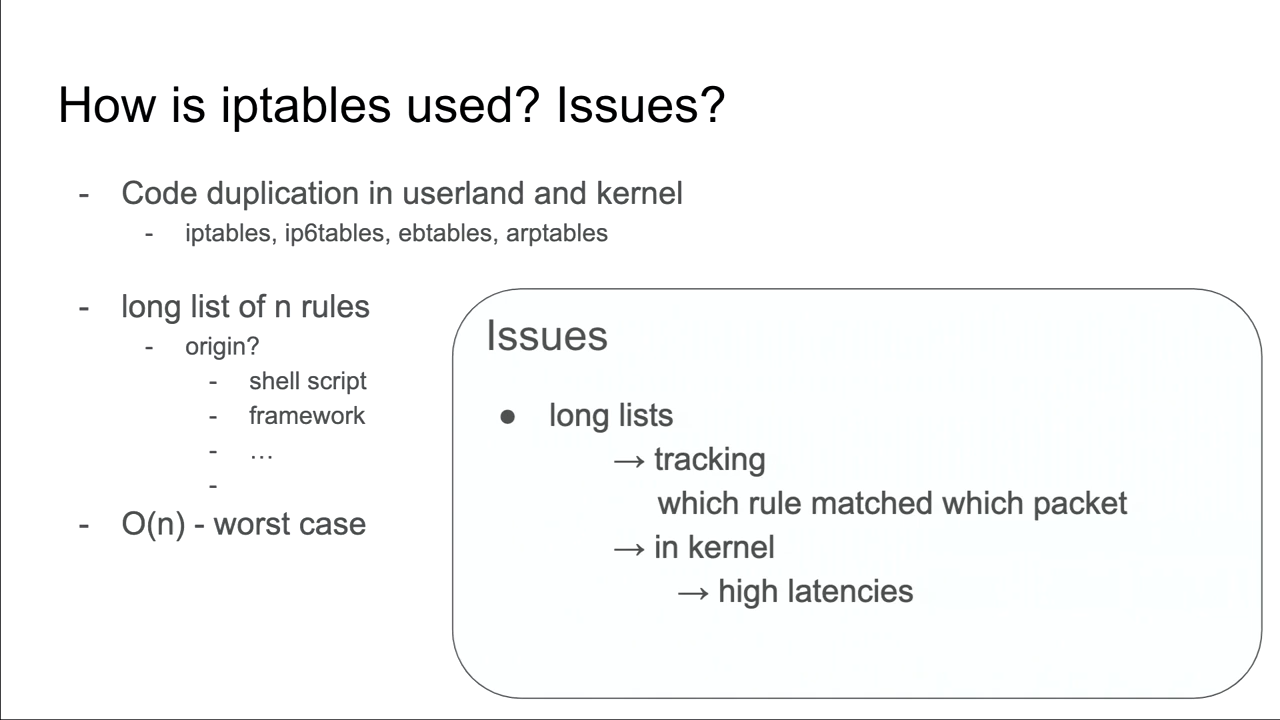 How is iptables used? Issues?
- Code duplication in userland and kernel
- iptables, ip6tables, ebtables, arptables
- long list of n rules
- origin?
- shell script
- framework
- …
-
- O(n) - worst case
Issues
● long lists
→ tracking
which rule matched which packet
→ in kernel
→ high latencies